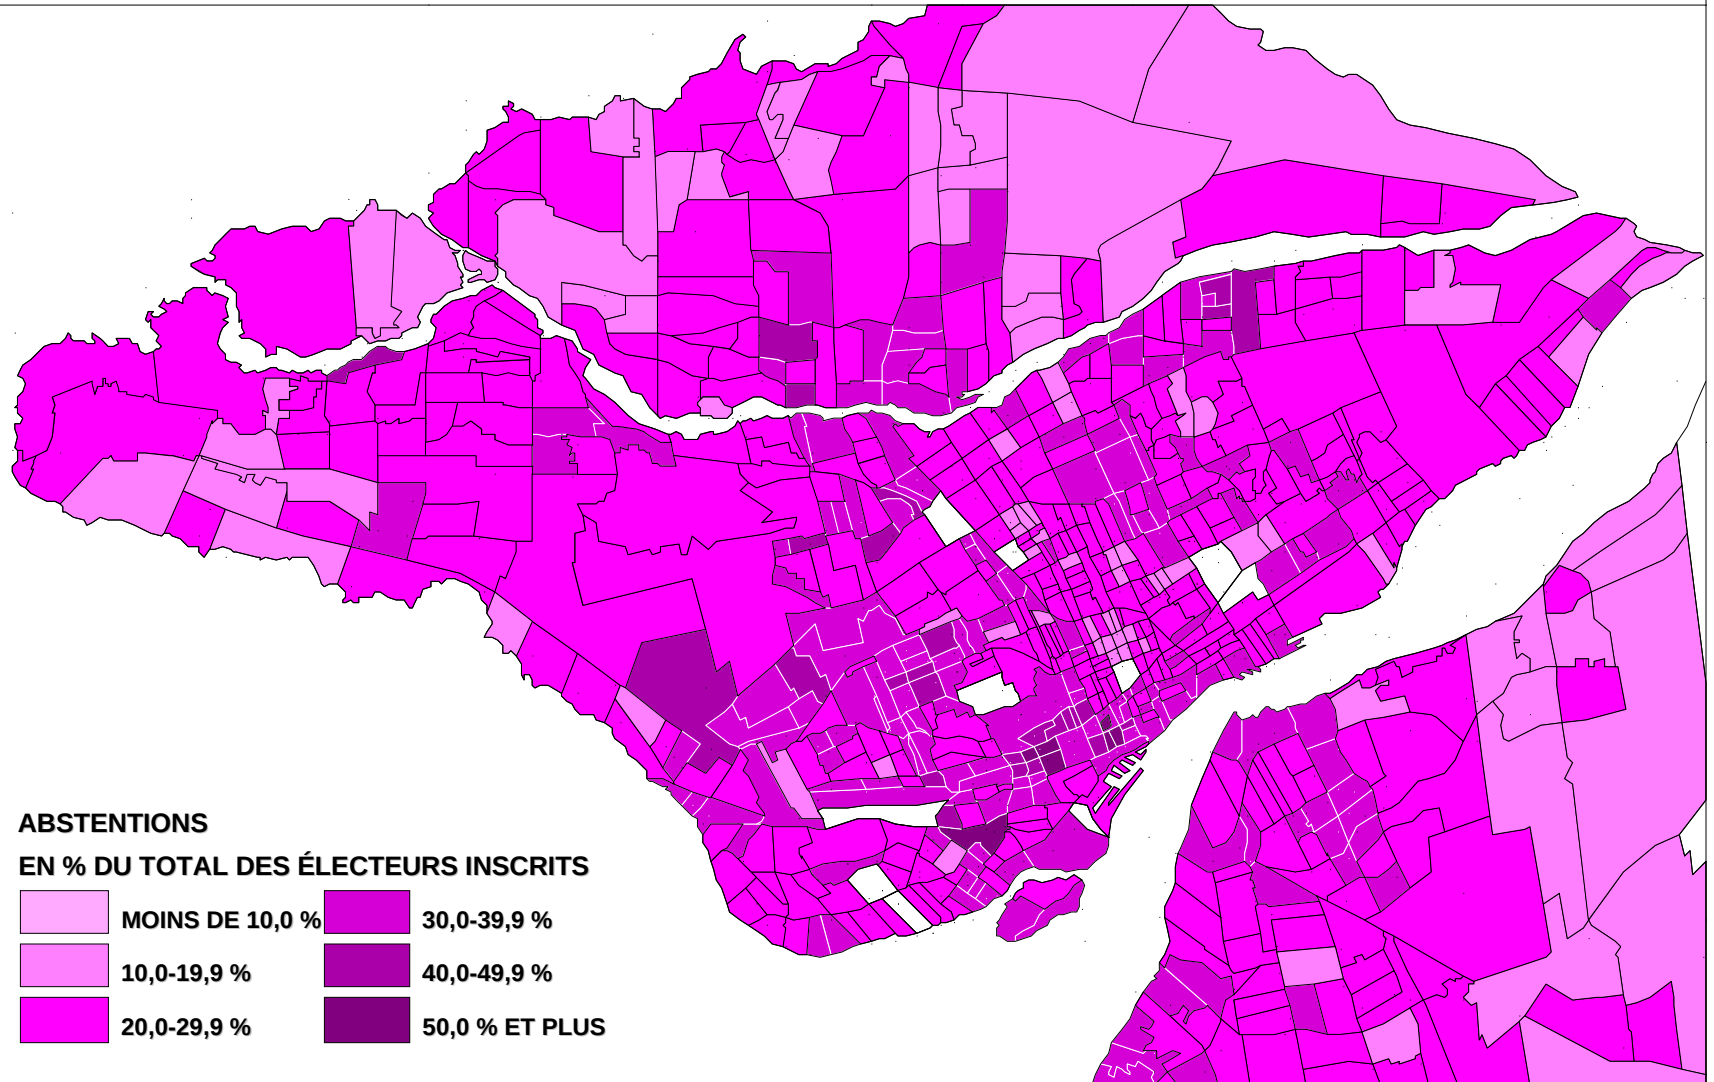 ABSTENTIONS
EN % DU TOTAL DES ÉLECTEURS INSCRITS
MOINS DE 10,0 %
10,0-19,9 %
20,0-29,9 %
30,0-39,9 %
40,0-49,9 %
50,0 % ET PLUS